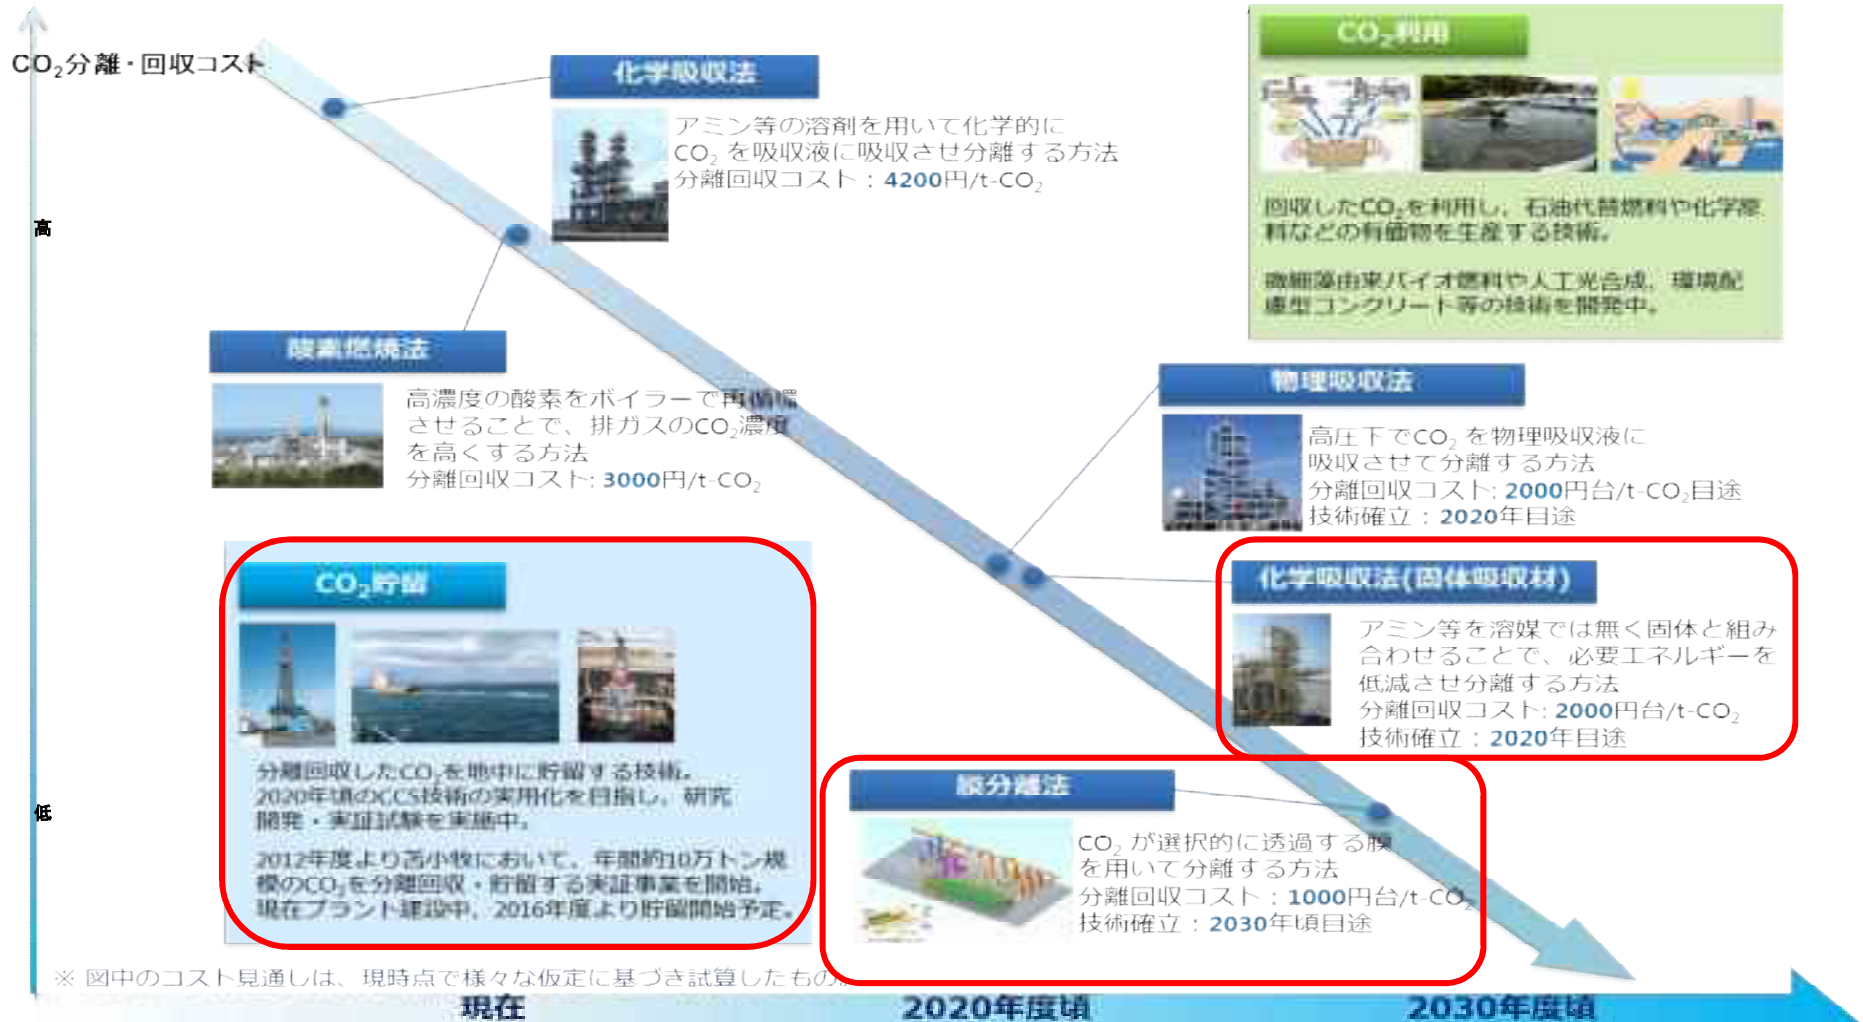 CO₂分離・回収コスト
高
低
化学吸収法
アミン等の溶剤を用いて化学的に
CO₂ を吸収液に吸収させ分離する方法
分離回収コスト：4200円/t-CO₂
酸素燃焼法
高濃度の酸素をボイラーで再循環
させることで、排ガスのCO₂濃度
を高くする方法
分離回収コスト: 3000円/t-CO₂
CO₂利用
回収したCO₂を利用し、石油代替燃料や化学原
料などの有価物を生産する技術。
微細藻由来バイオ燃料や人工光合成、環境配
慮型コンクリート等の技術を開発中。
物理吸収法
高圧下でCO₂ を物理吸収液に
吸収させて分離する方法
分離回収コスト: 2000円台/t-CO₂目途
技術確立：2020年目途
化学吸収法(固体吸収材)
アミン等を溶媒では無く固体と組み
合わせることで、必要エネルギーを
低減させ分離する方法
分離回収コスト: 2000円台/t-CO₂
技術確立：2020年目途
CO₂貯留
分離回収したCO₂を地中に貯留する技術。
2020年頃のCCS技術の実用化を目指し、研究
開発・実証試験を実施中。
2012年度より苫小牧において、年間約10万トン規
模のCO₂を分離回収・貯留する実証事業を開始。
現在プラント建設中、2016年度より貯留開始予定。
膜分離法
CO₂ が選択的に透過する膜
を用いて分離する方法
分離回収コスト：1000円台/t-CO₂
技術確立：2030年頃目途
※ 図中のコスト見通しは、現時点で様々な仮定に基づき試算したもの
現在
2020年度頃
2030年度頃